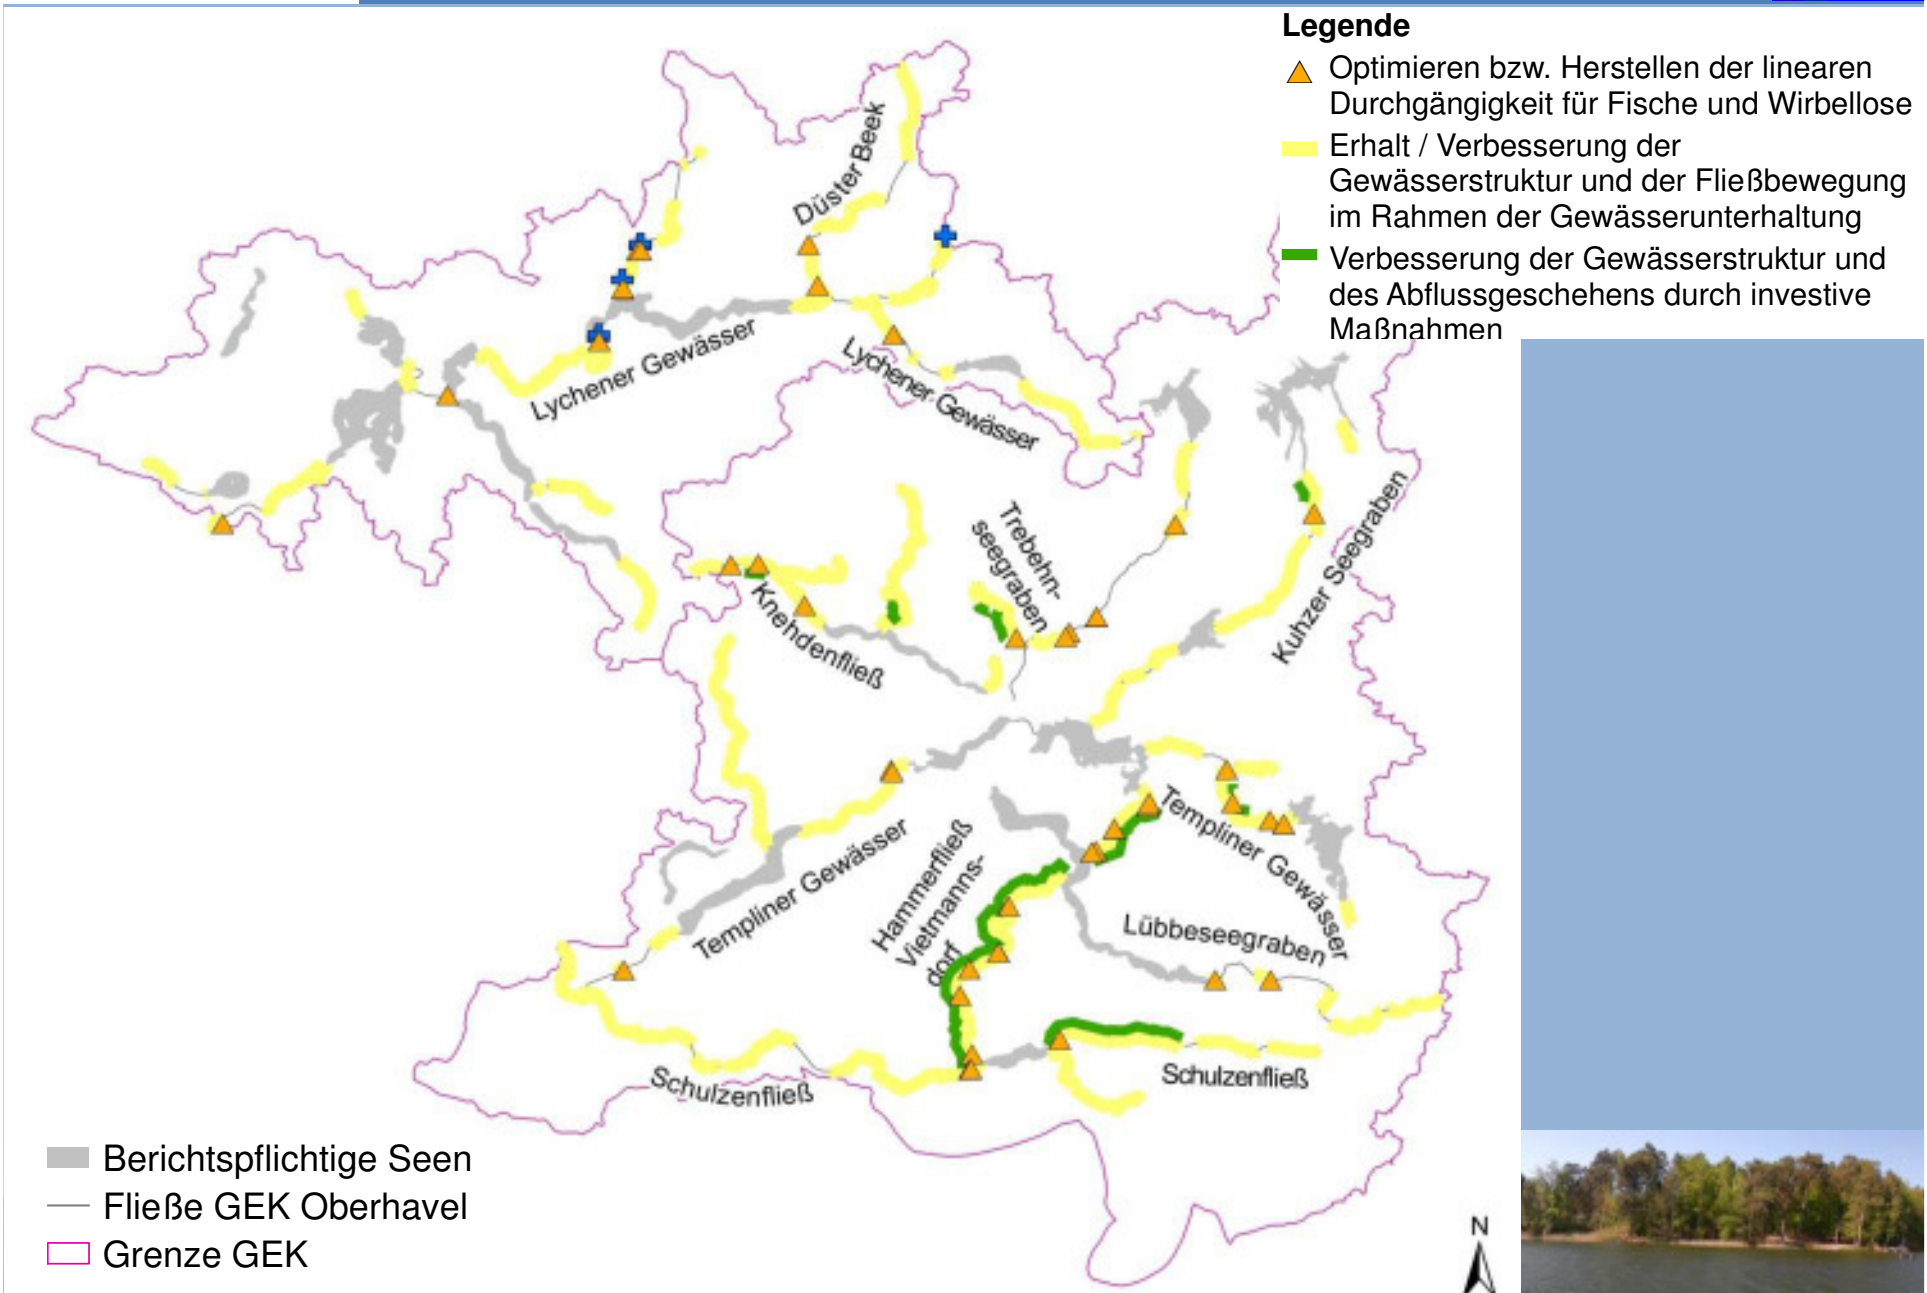 Legende
Optimieren bzw. Herstellen der linearen
Durchgängigkeit für Fische und Wirbellose
Erhalt / Verbesserung der
Gewässerstruktur und der Fließbewegung
im Rahmen der Gewässerunterhaltung
Verbesserung der Gewässerstruktur und
des Abflussgeschehens durch investive
Maßnahmen
Düster Beek
Lychener Gewässer
Lychener Gewässer
Kuhzer Seegraben
Trebehn-
seegraben
Knehdenfließ
Templiner Gewässer
Templiner Gewässer
Hammerfließ
Vietmanns-
dorf
Lübbeseegraben
Schulzenfließ
Schulzenfließ
Berichtspflichtige Seen
Fließe GEK Oberhavel
Grenze GEK
N